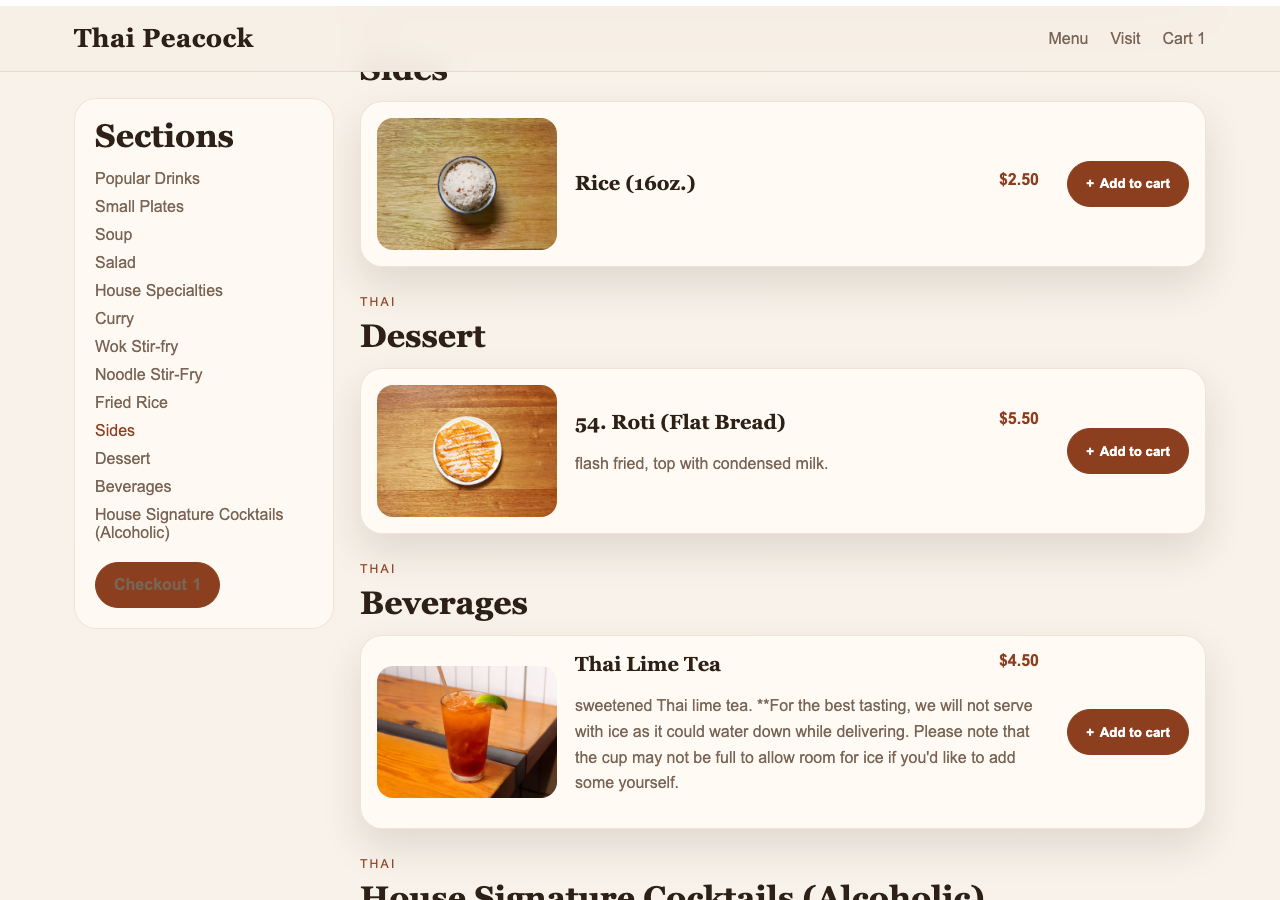 Thai Peacock
Menu
Visit
Cart 1
Sections
Popular Drinks
Small Plates
Soup
Salad
House Specialties
Curry
Wok Stir-fry
Noodle Stir-Fry
Fried Rice
Sides
Dessert
Beverages
House Signature Cocktails
(Alcoholic)
Checkout 1
Sides
Rice (16oz.)
$2.50
+ Add to cart
THAI
Dessert
54. Roti (Flat Bread)
$5.50
flash fried, top with condensed milk.
+ Add to cart
THAI
Beverages
Thai Lime Tea
$4.50
sweetened Thai lime tea. **For the best tasting, we will not serve
with ice as it could water down while delivering. Please note that
the cup may not be full to allow room for ice if you'd like to add
some yourself.
+ Add to cart
THAI
House Signature Cocktails (Alcoholic)